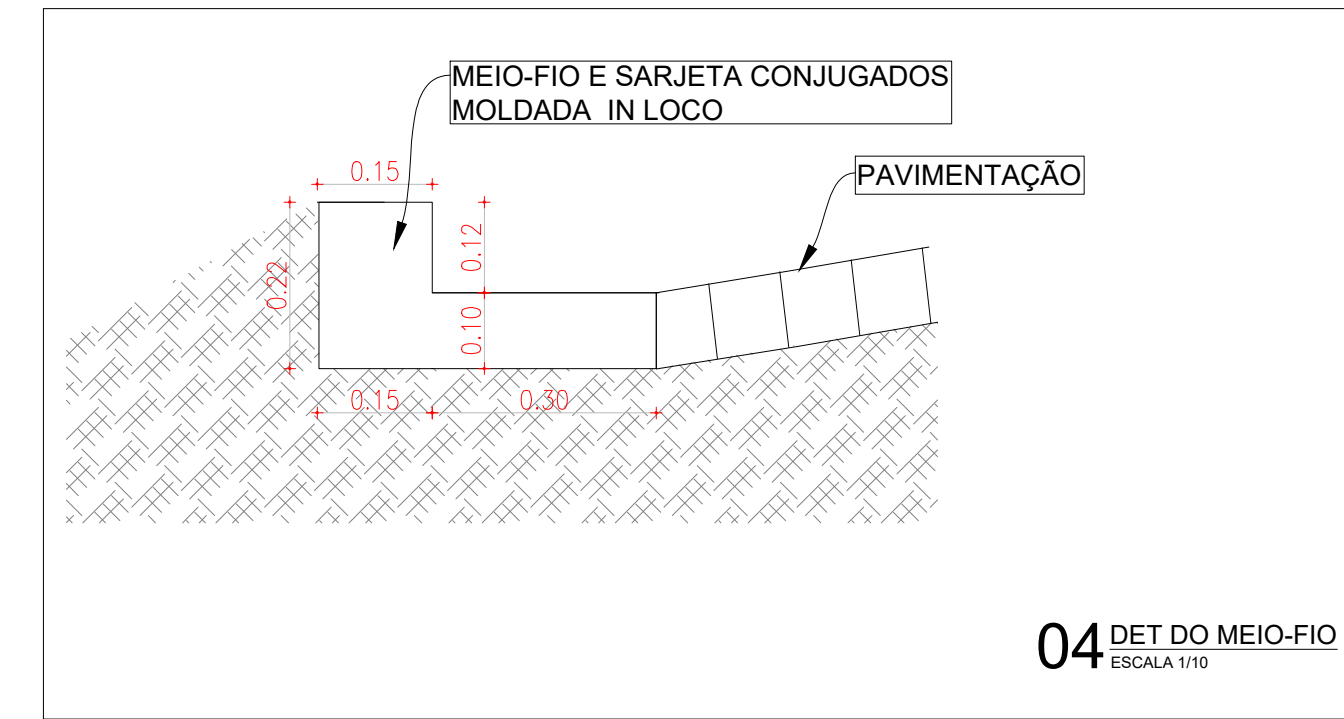 MEIO-FIO E SARJETA CONJUGADOS
MOLDADA IN LOCO
PAVIMENTAÇÃO
0.15
0.12
0.22
0.10
0.15
0.30
04 DET DO MEIO-FIO
ESCALA 1/10